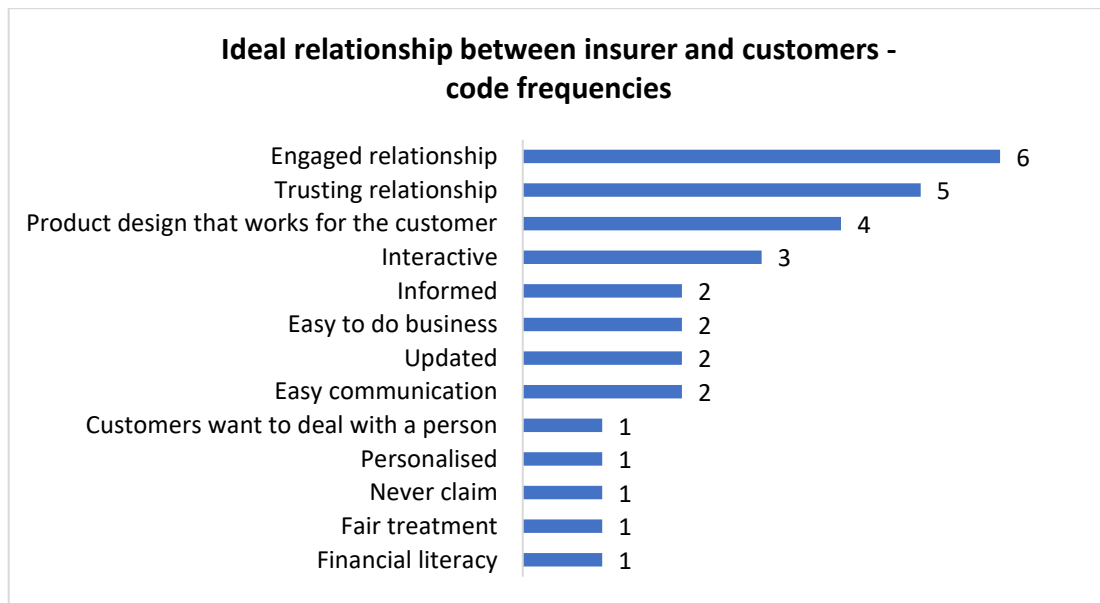 Ideal relationship between insurer and customers -
code frequencies
Engaged relationship 6
Trusting relationship 5
Product design that works for the customer 4
Interactive 3
Informed 2
Easy to do business 2
Updated 2
Easy communication 2
Customers want to deal with a person 1
Personalised 1
Never claim 1
Fair treatment 1
Financial literacy 1